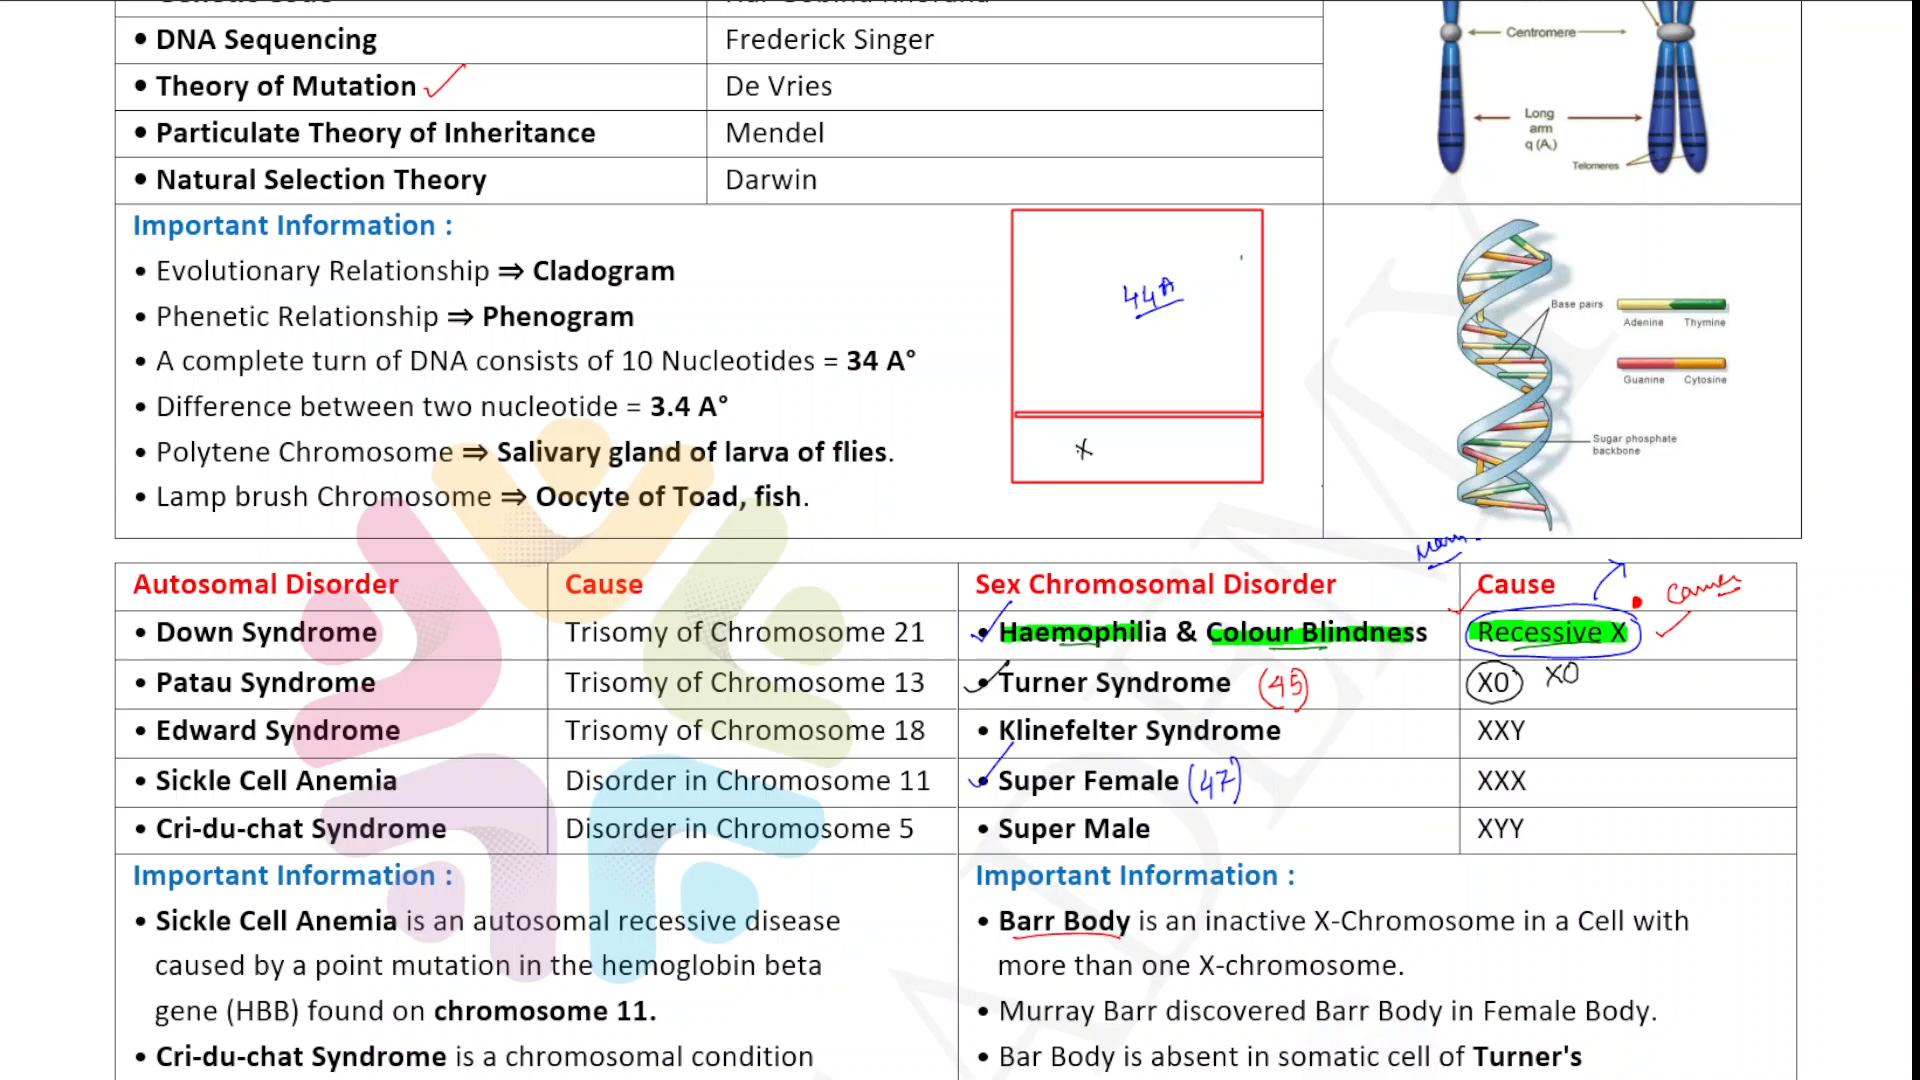 • DNA Sequencing Frederick Singer
• Theory of Mutation De Vries
• Particulate Theory of Inheritance Mendel
• Natural Selection Theory Darwin
Centromere
Long
arm
q (A,)
Telomeres
Important Information :
• Evolutionary Relationship ⇒ Cladogram
• Phenetic Relationship ⇒ Phenogram
• A complete turn of DNA consists of 10 Nucleotides = 34 A°
• Difference between two nucleotide = 3.4 A°
• Polytene Chromosome ⇒ Salivary gland of larva of flies.
• Lamp brush Chromosome ⇒ Oocyte of Toad, fish.
44A
X
Base pairs
Adenine Thymine
Guanine Cytosine
Sugar phosphate
backbone
Autosomal Disorder Cause
• Down Syndrome Trisomy of Chromosome 21
• Patau Syndrome Trisomy of Chromosome 13
• Edward Syndrome Trisomy of Chromosome 18
• Sickle Cell Anemia Disorder in Chromosome 11
• Cri-du-chat Syndrome Disorder in Chromosome 5
Sex Chromosomal Disorder Cause
• Haemophilia & Colour Blindness Recessive X
• Turner Syndrome (45) XO XO
• Klinefelter Syndrome XXY
• Super Female (47) XXX
• Super Male XYY
Important Information :
• Sickle Cell Anemia is an autosomal recessive disease
caused by a point mutation in the hemoglobin beta
gene (HBB) found on chromosome 11.
• Cri-du-chat Syndrome is a chromosomal condition
Important Information :
• Barr Body is an inactive X-Chromosome in a Cell with
more than one X-chromosome.
• Murray Barr discovered Barr Body in Female Body.
• Bar Body is absent in somatic cell of Turner's